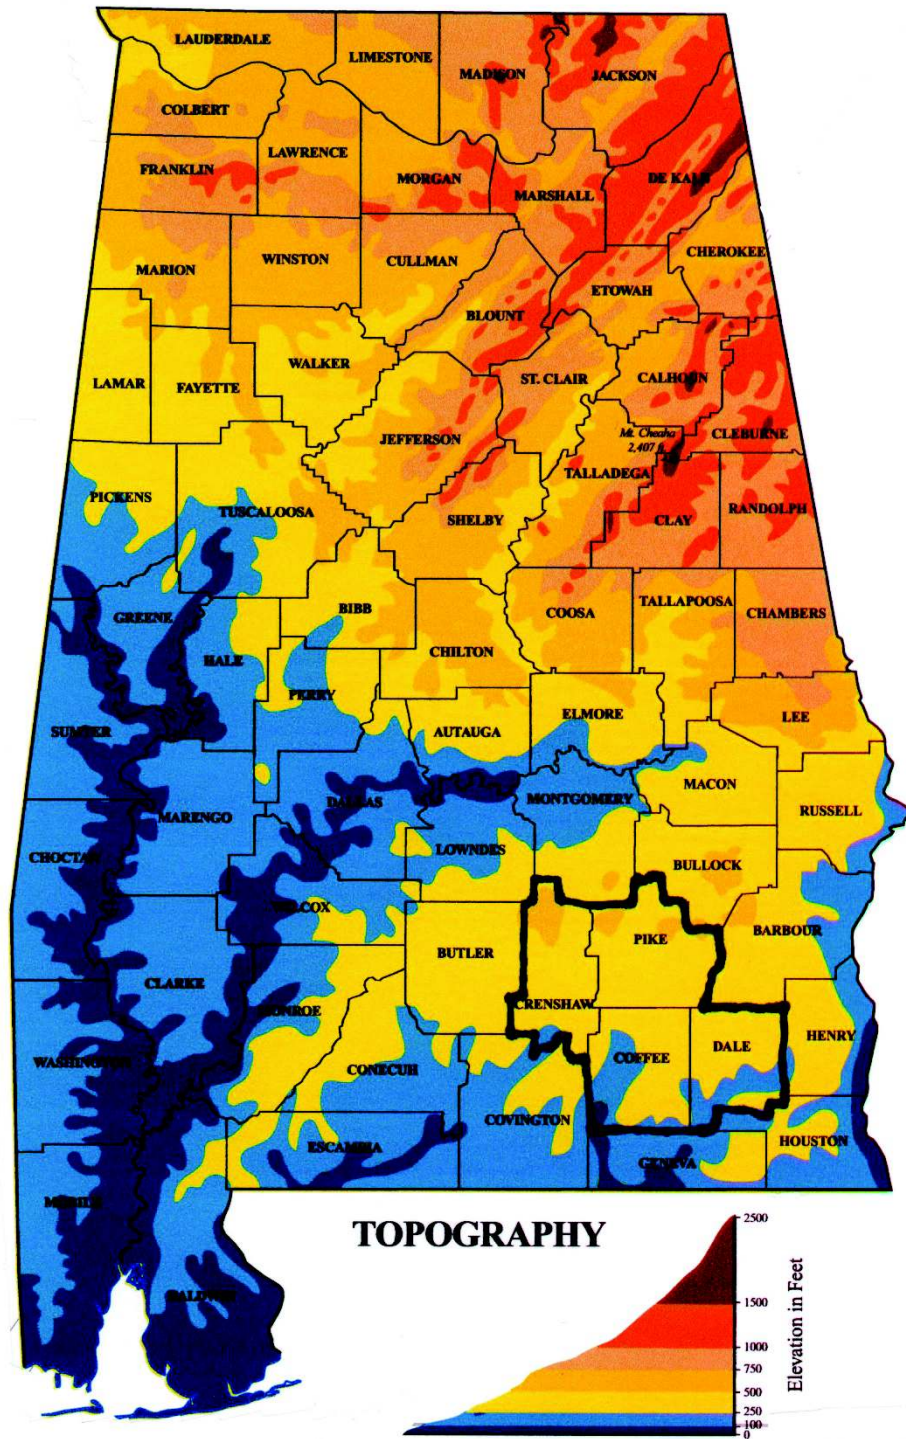 LAUDERDALE
LIMESTONE
MADISON
JACKSON
COLBERT
LAWRENCE
FRANKLIN
MORGAN
MARSHALL
DE KALB
CHEROKEE
MARION
WINSTON
CULLMAN
ETOWAH
BLOUNT
WALKER
ST. CLAIR
CALHOUN
LAMAR
FAYETTE
JEFFERSON
Mt. Cheaha
2,407 ft.
CLEBURNE
TALLADEGA
PICKENS
TUSCALOOSA
SHELBY
CLAY
RANDOLPH
GREENE
BIBB
COOSA
TALLAPOOSA
CHAMBERS
HALE
CHILTON
PERRY
SUMTER
AUTAUGA
ELMORE
LEE
MACON
DALLAS
MONTGOMERY
RUSSELL
MARENGO
CHOCTAW
LOWNDES
BULLOCK
WILCOX
BUTLER
PIKE
BARBOUR
CLARKE
MONROE
CRENSHAW
HENRY
WASHINGTON
CONECUH
COFFEE
DALE
COVINGTON
ESCAMBIA
HOUSTON
GENEVA
MOBILE
BALDWIN
TOPOGRAPHY
2500
1500
1000
750
500
250
100
0
Elevation in Feet